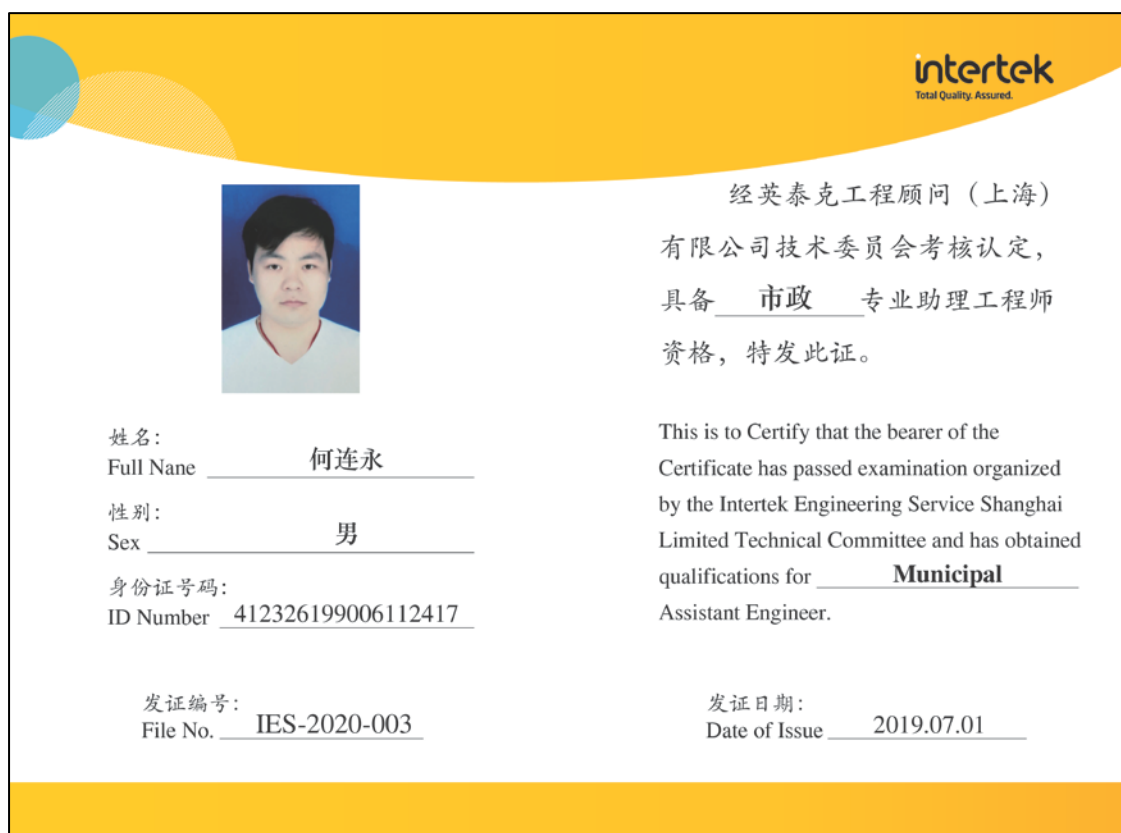 intertek
Total Quality. Assured.
经英泰克工程顾问（上海）
有限公司技术委员会考核认定，
具备 市政 专业助理工程师
资格，特发此证。
姓名：
Full Nane 何连永
性别：
Sex 男
身份证号码：
ID Number 412326199006112417
This is to Certify that the bearer of the
Certificate has passed examination organized
by the Intertek Engineering Service Shanghai
Limited Technical Committee and has obtained
qualifications for Municipal
Assistant Engineer.
发证编号：
File No. IES-2020-003
发证日期：
Date of Issue 2019.07.01